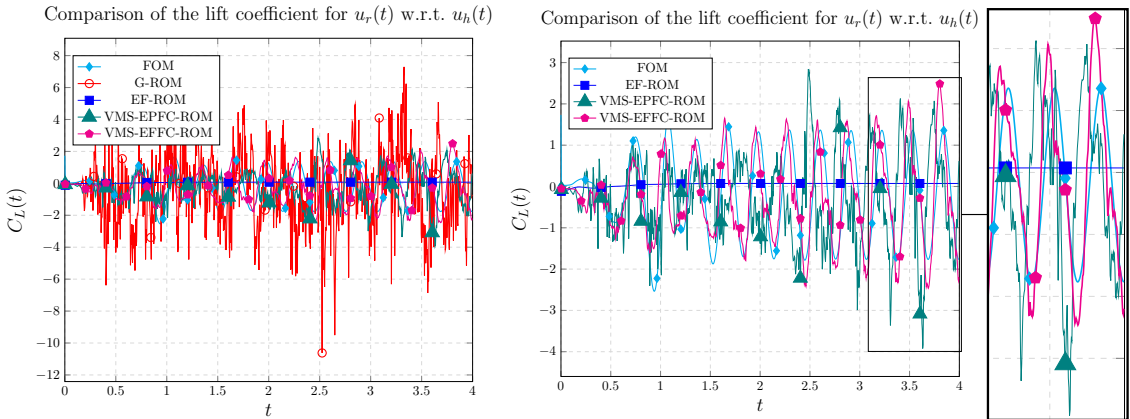 Comparison of the lift coefficient for u_r(t) w.r.t. u_h(t)
8
6
4
2
0
−2
−4
−6
−8
−10
−12
0
0.5
1
1.5
2
2.5
3
3.5
4
C_L(t)
t
FOM
G-ROM
EF-ROM
VMS-EPFC-ROM
VMS-EFFC-ROM
Comparison of the lift coefficient for u_r(t) w.r.t. u_h(t)
3
2
1
0
−1
−2
−3
−4
0
0.5
1
1.5
2
2.5
3
3.5
4
C_L(t)
t
FOM
EF-ROM
VMS-EPFC-ROM
VMS-EFFC-ROM